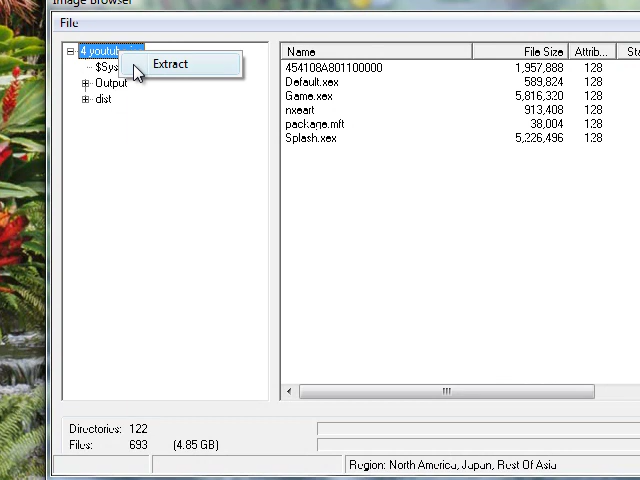 Image Browser
File
4 youtub
Extract
$Sys
Output
dist
Name File Size Attrib... Sta
454108A801100000 1,957,888 128
Default.xex 589,824 128
Game.xex 5,816,320 128
nxeart 913,408 128
package.mft 38,004 128
Splash.xex 5,226,496 128
Directories: 122
Files: 693 (4.85 GB)
Region: North America, Japan, Rest Of Asia